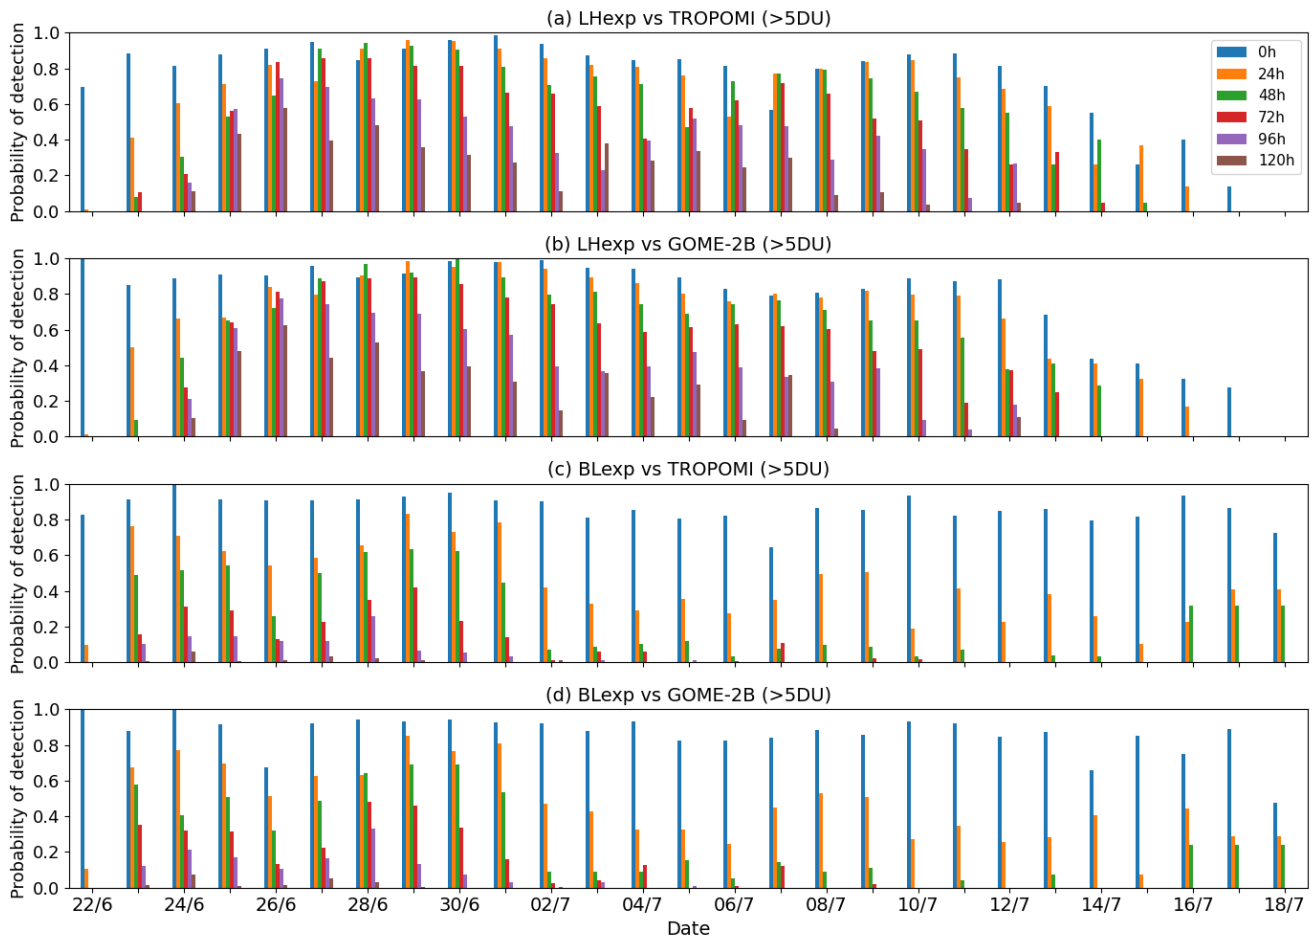 (a) LHexp vs TROPOMI (>5DU)
Probability of detection
1.0
0.8
0.6
0.4
0.2
0.0
0h
24h
48h
72h
96h
120h
(b) LHexp vs GOME-2B (>5DU)
Probability of detection
1.0
0.8
0.6
0.4
0.2
0.0
(c) BLexp vs TROPOMI (>5DU)
Probability of detection
1.0
0.8
0.6
0.4
0.2
0.0
(d) BLexp vs GOME-2B (>5DU)
Probability of detection
1.0
0.8
0.6
0.4
0.2
0.0
22/6 24/6 26/6 28/6 30/6 02/7 04/7 06/7 08/7 10/7 12/7 14/7 16/7 18/7
Date